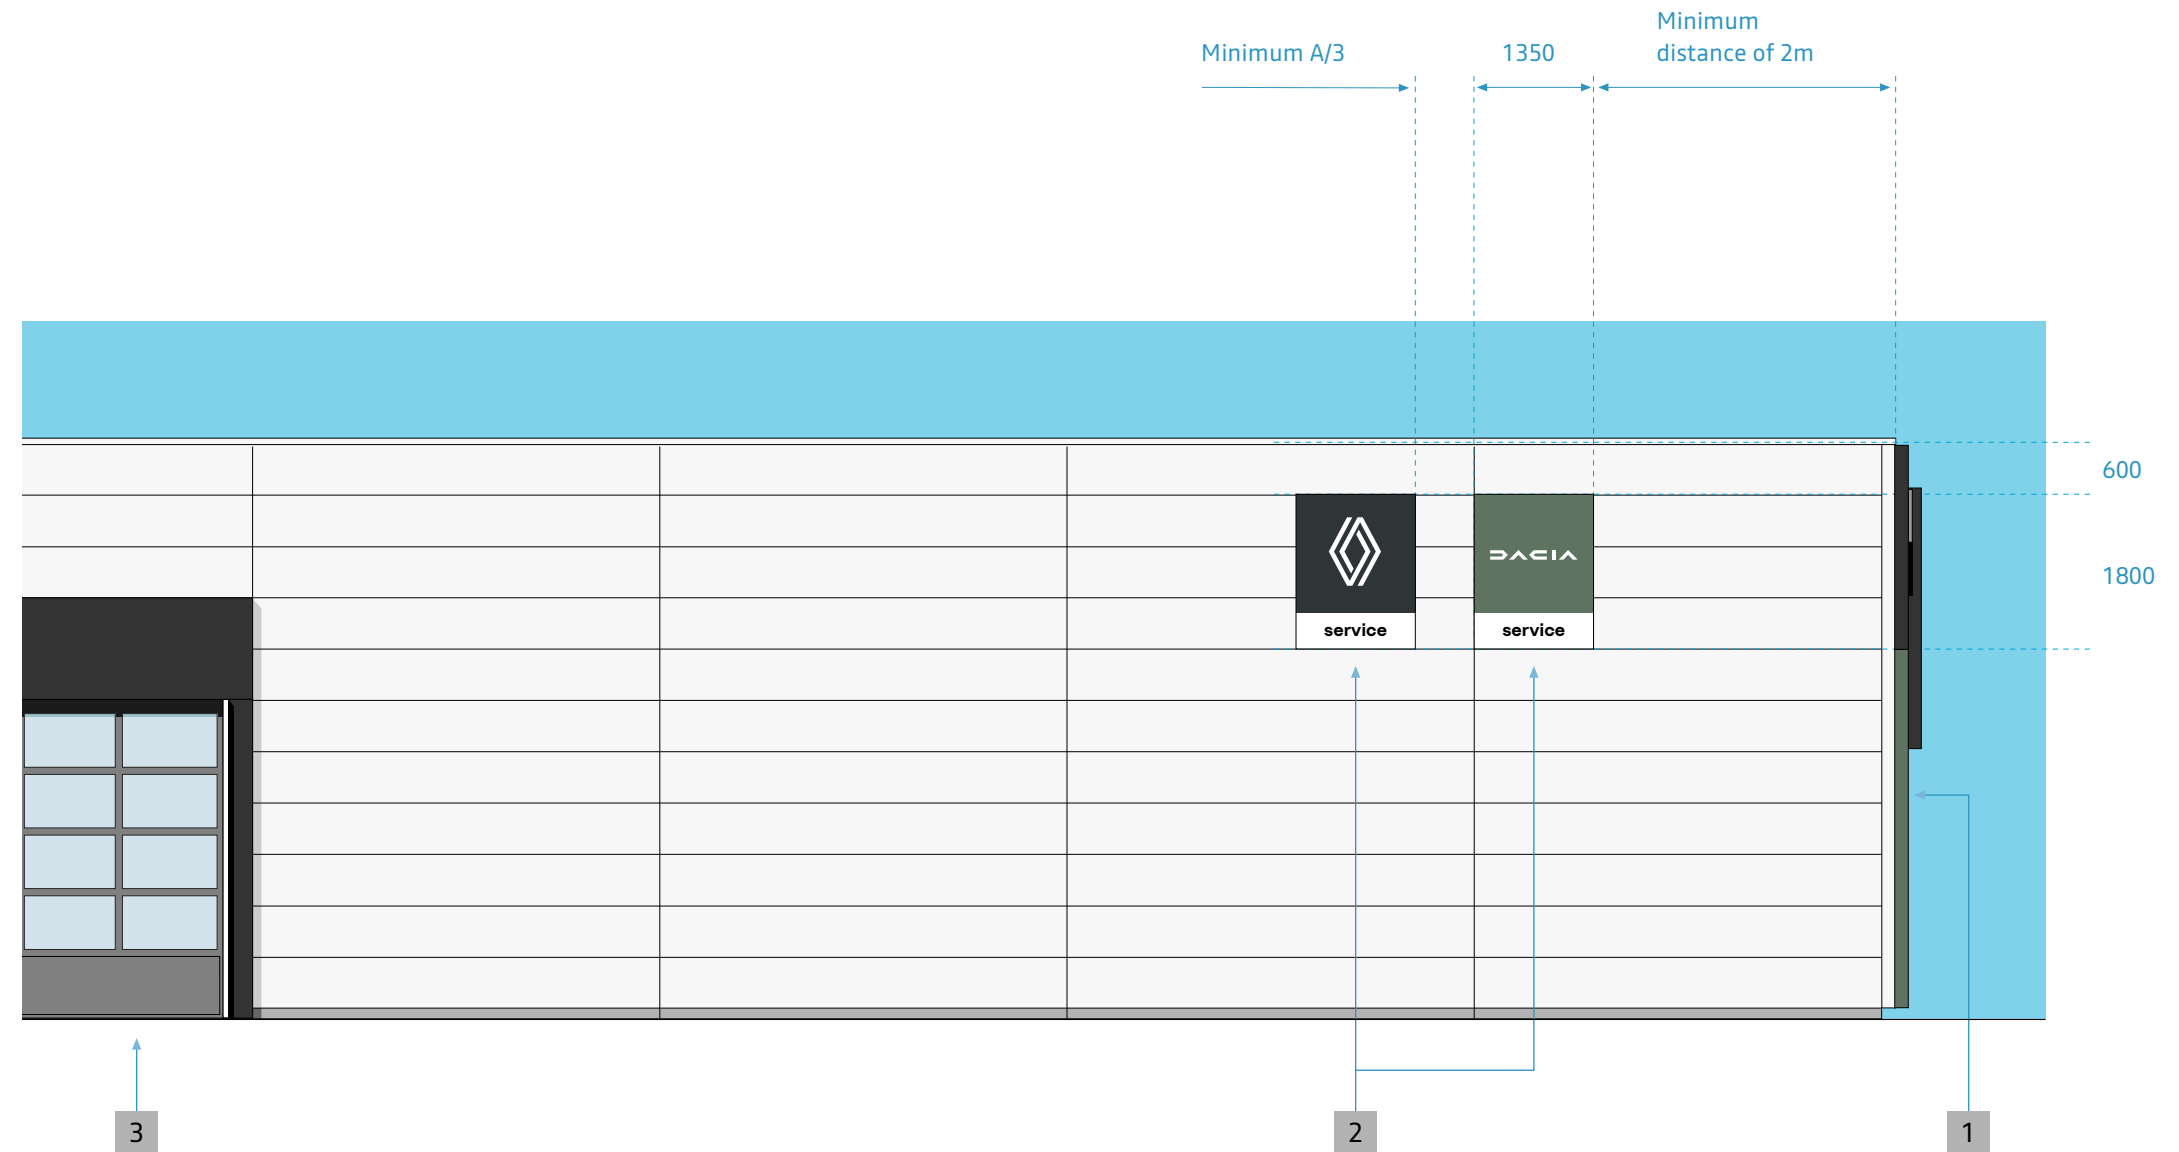 Minimum
Minimum A/3
1350
distance of 2m
600
DACIA
1800
service
service
3
2
1